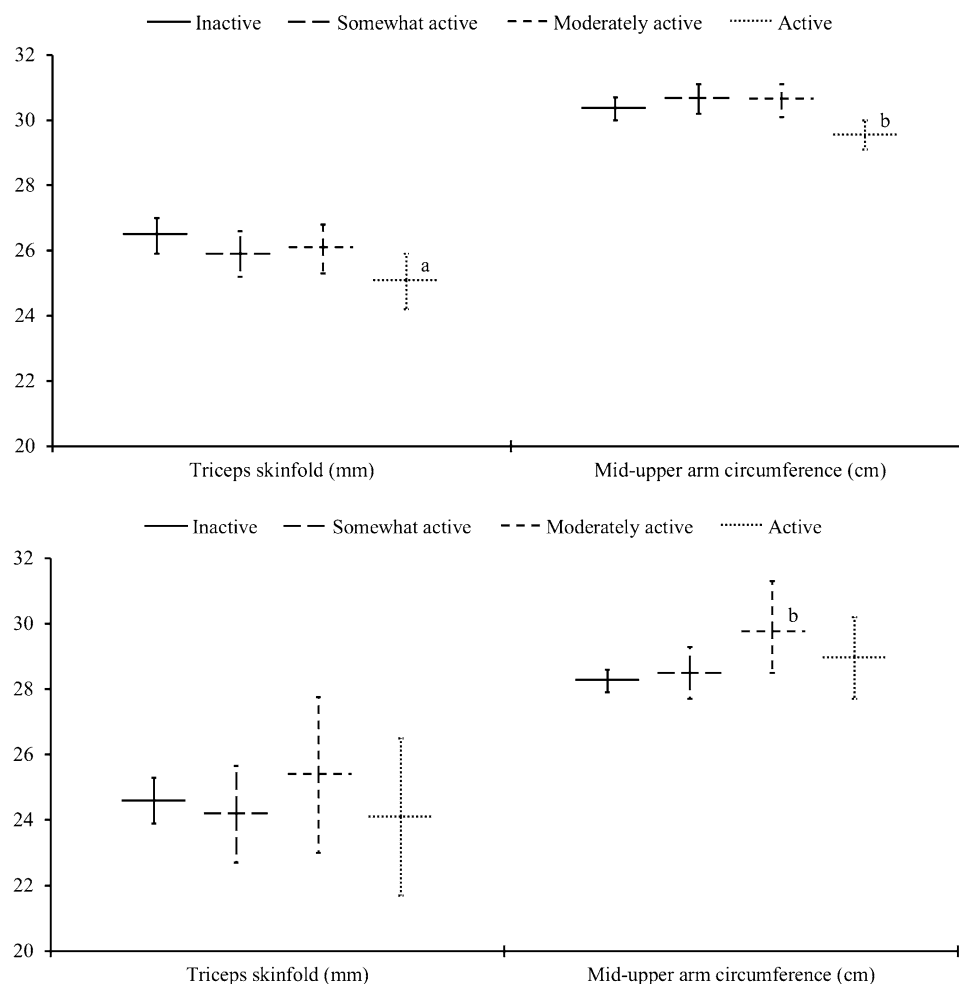 Inactive Somewhat active Moderately active Active
32
30
28
26
24
22
20
b
a
Triceps skinfold (mm) Mid-upper arm circumference (cm)
Inactive Somewhat active Moderately active Active
32
30
28
26
24
22
20
b
Triceps skinfold (mm) Mid-upper arm circumference (cm)